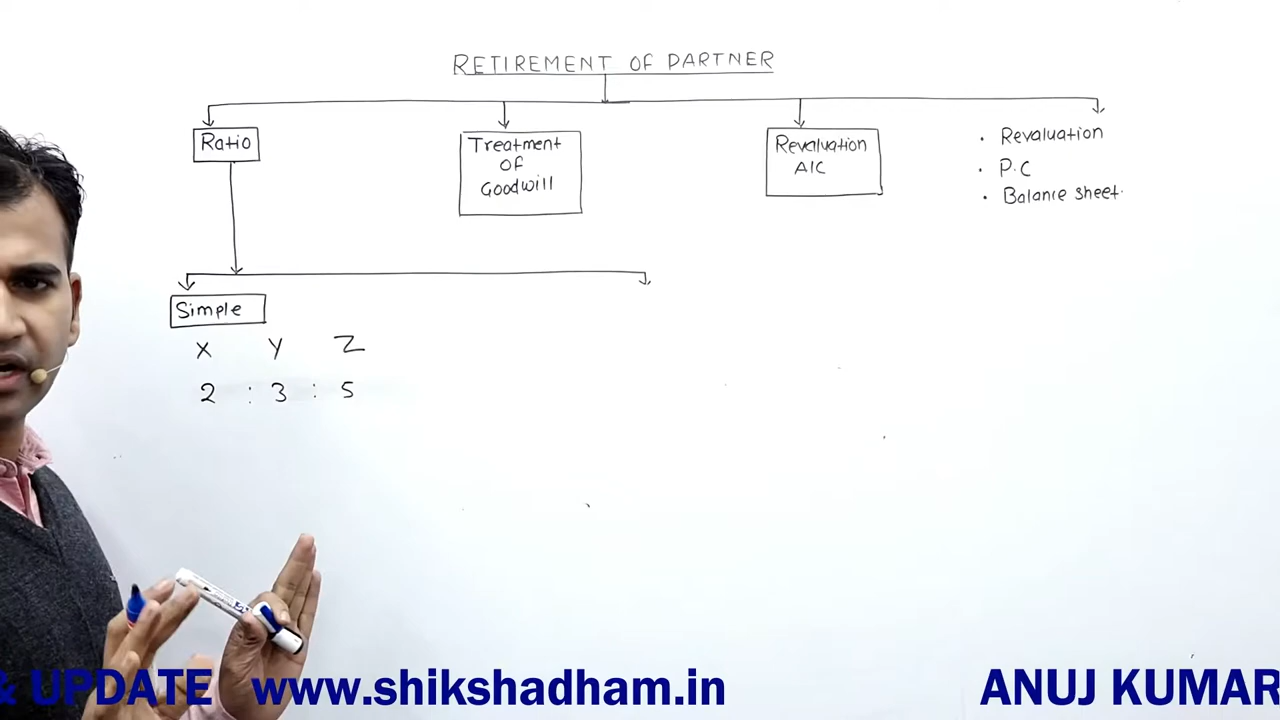 RETIREMENT OF PARTNER
Ratio
Treatment
OF
Goodwill
Revaluation
A/C
· Revaluation
· P.C
· Balance sheet.
Simple
X Y Z
2 : 3 : 5
& UPDATE www.shikshadham.in ANUJ KUMAR